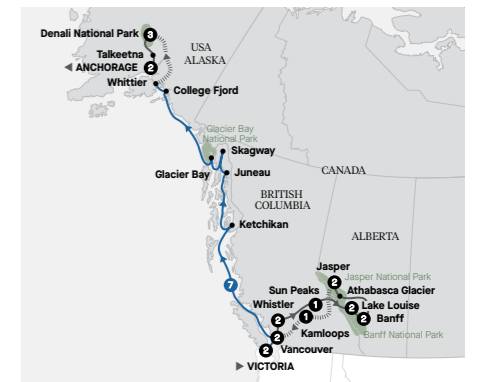 Denali National Park
3
USA
ALASKA
Talkeetna
ANCHORAGE
2
Whittier
College Fjord
Glacier Bay
National Park
Skagway
Glacier Bay
Juneau
CANADA
BRITISH
COLUMBIA
Ketchikan
ALBERTA
Jasper
2
Jasper National Park
7
Sun Peaks
Athabasca Glacier
Whistler
1
2
Lake Louise
2
1
2
Banff
Kamloops
2
Banff National Park
2
Vancouver
VICTORIA